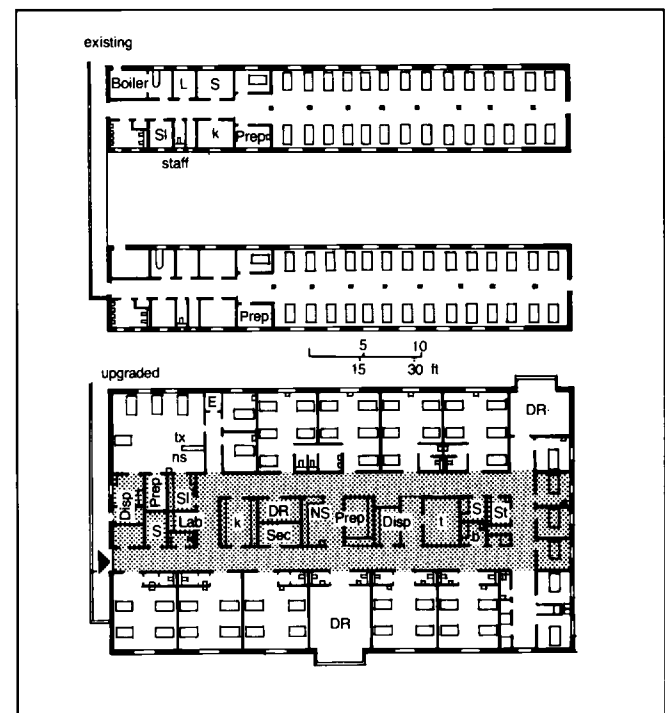 existing
Boiler L S
Sl k Prep
staff
Prep
5 10
15 30 ft
upgraded
E DR
tx
ns
Disp Prep Sl
S Lab k DR NS Prep Disp t S St
Sec b
DR